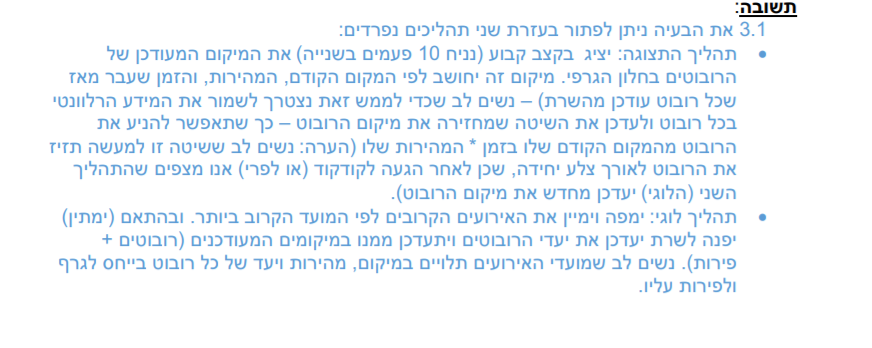 תשובה:
3.1 את הבעיה ניתן לפתור בעזרת שני תהליכים נפרדים:
• תהליך התצוגה: יציג בקצב קבוע (נניח 10 פעמים בשנייה) את המיקום המעודכן של
הרובוטים בחלון הגרפי. מיקום זה יחושב לפי המקום הקודם, המהירות, והזמן שעבר מאז
שכל רובוט עודכן מהשרת) – נשים לב שכדי לממש זאת נצטרך לשמור את המידע הרלוונטי
בכל רובוט ולעדכן את השיטה שמחזירה את מיקום הרובוט – כך שתאפשר להניע את
הרובוט מהמקום הקודם שלו בזמן * המהירות שלו (הערה: נשים לב ששיטה זו למעשה תזיז
את הרובוט לאורך צלע יחידה, שכן לאחר הגעה לקודקוד (או לפרי) אנו מצפים שהתהליך
השני (הלוגי) יעדכן מחדש את מיקום הרובוט).
• תהליך לוגי: ימפה וימיין את האירועים הקרובים לפי המועד הקרוב ביותר. ובהתאם (ימתין)
יפנה לשרת יעדכן את יעדי הרובוטים ויתעדכן ממנו במיקומים המעודכנים (רובוטים +
פירות). נשים לב שמועדי האירועים תלויים במיקום, מהירות ויעד של כל רובוט בייחס לגרף
ולפירות עליו.